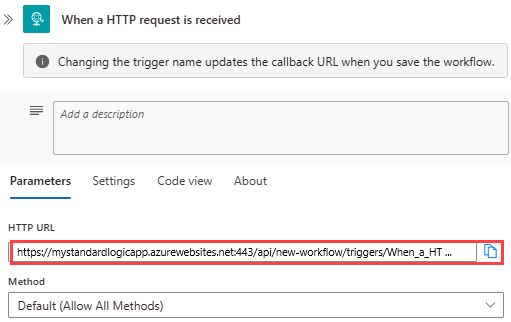 When a HTTP request is received
Changing the trigger name updates the callback URL when you save the workflow.
Add a description
Parameters Settings Code view About
HTTP URL
https://mystandardlogicapp.azurewebsites.net:443/api/new-workflow/triggers/When_a_HT ...
Method
Default (Allow All Methods)